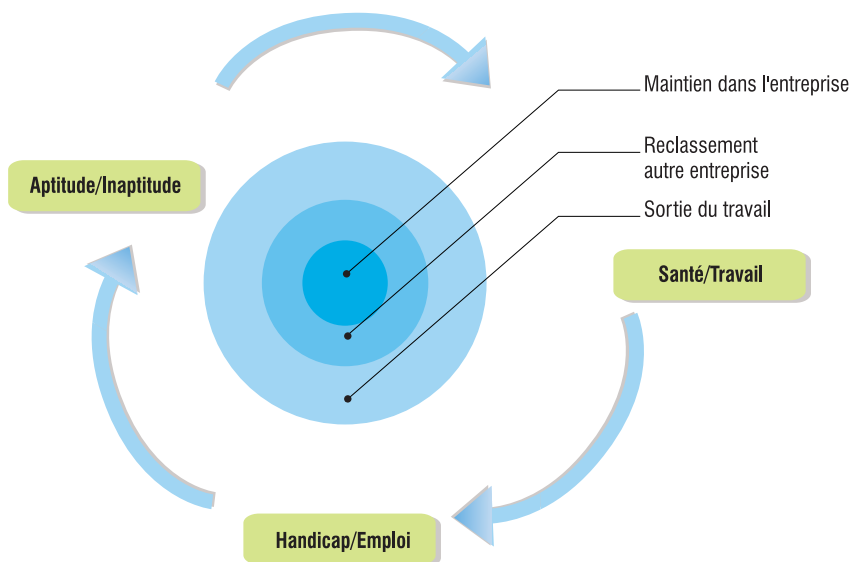 Maintien dans l'entreprise
Reclassement
autre entreprise
Aptitude/Inaptitude
Sortie du travail
Santé/Travail
Handicap/Emploi